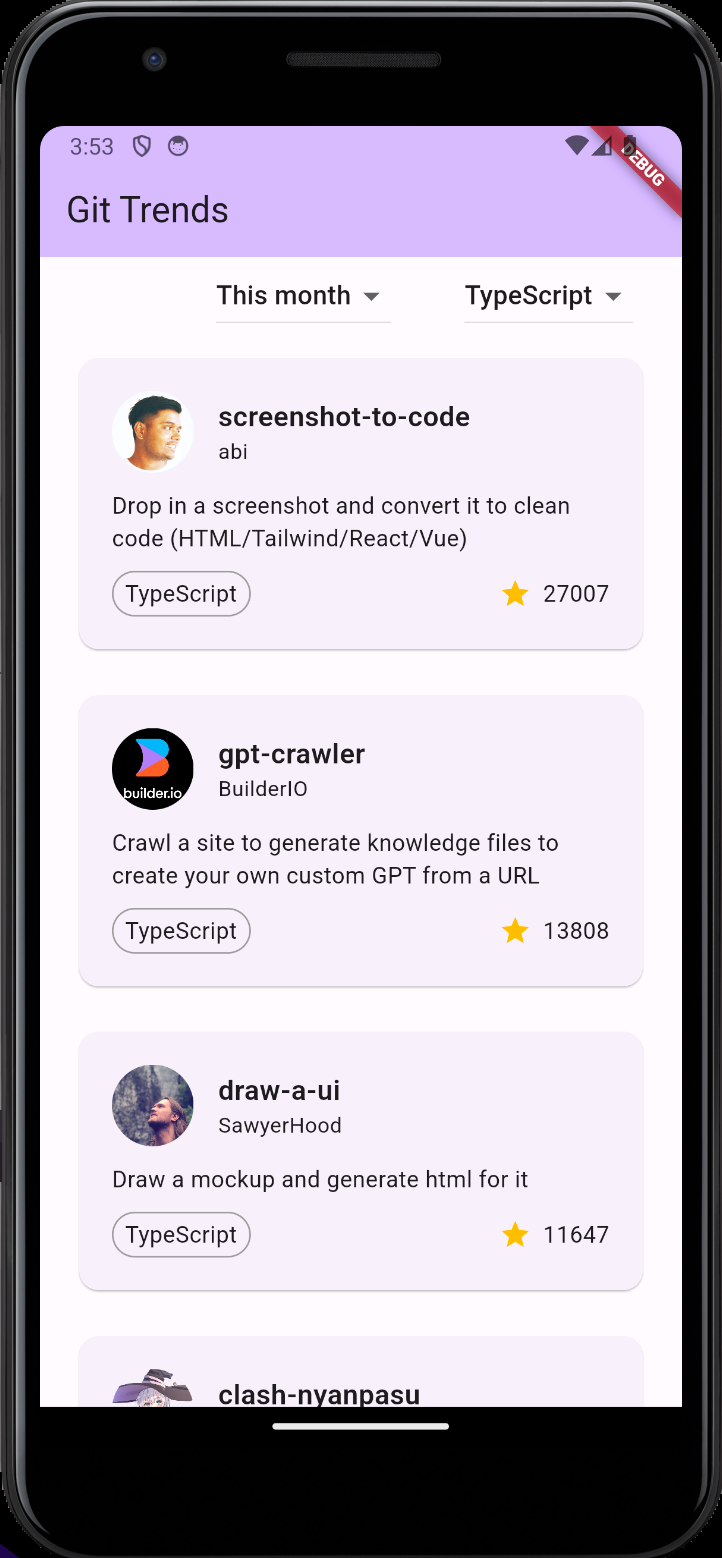 3:53
DEBUG
Git Trends
This month
TypeScript
screenshot-to-code
abi
Drop in a screenshot and convert it to clean
code (HTML/Tailwind/React/Vue)
TypeScript
27007
builder.io
gpt-crawler
BuilderIO
Crawl a site to generate knowledge files to
create your own custom GPT from a URL
TypeScript
13808
draw-a-ui
SawyerHood
Draw a mockup and generate html for it
TypeScript
11647
clash-nyanpasu